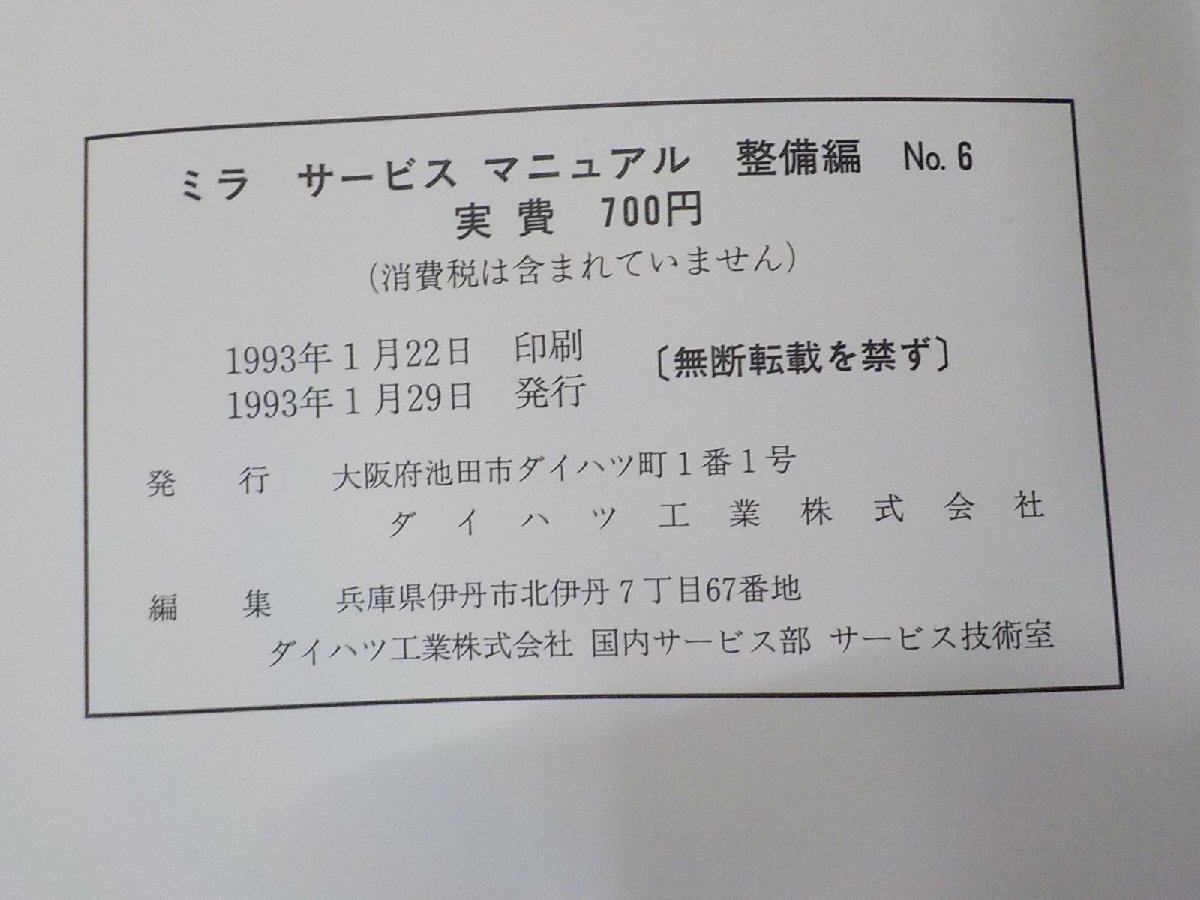 ミラ サービス マニュアル 整備編 No. 6
実費 700円
(消費税は含まれていません)
1993年1月22日 印刷
1993年1月29日 発行
〔無断転載を禁ず〕
発行 大阪府池田市ダイハツ町1番1号
ダイハツ工業株式会社
編集 兵庫県伊丹市北伊丹7丁目67番地
ダイハツ工業株式会社 国内サービス部 サービス技術室